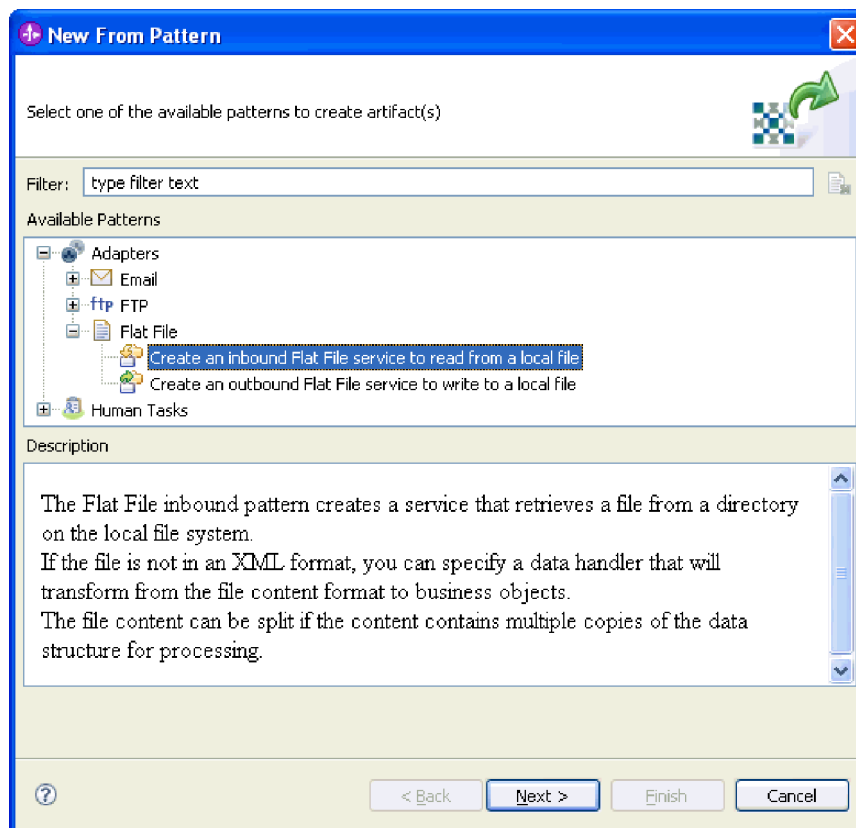 New From Pattern
Select one of the available patterns to create artifact(s)
Filter: type filter text
Available Patterns
Adapters
Email
ftp FTP
Flat File
Create an inbound Flat File service to read from a local file
Create an outbound Flat File service to write to a local file
Human Tasks
Description
The Flat File inbound pattern creates a service that retrieves a file from a directory
on the local file system.
If the file is not in an XML format, you can specify a data handler that will
transform from the file content format to business objects.
The file content can be split if the content contains multiple copies of the data
structure for processing.
? < Back Next > Finish Cancel